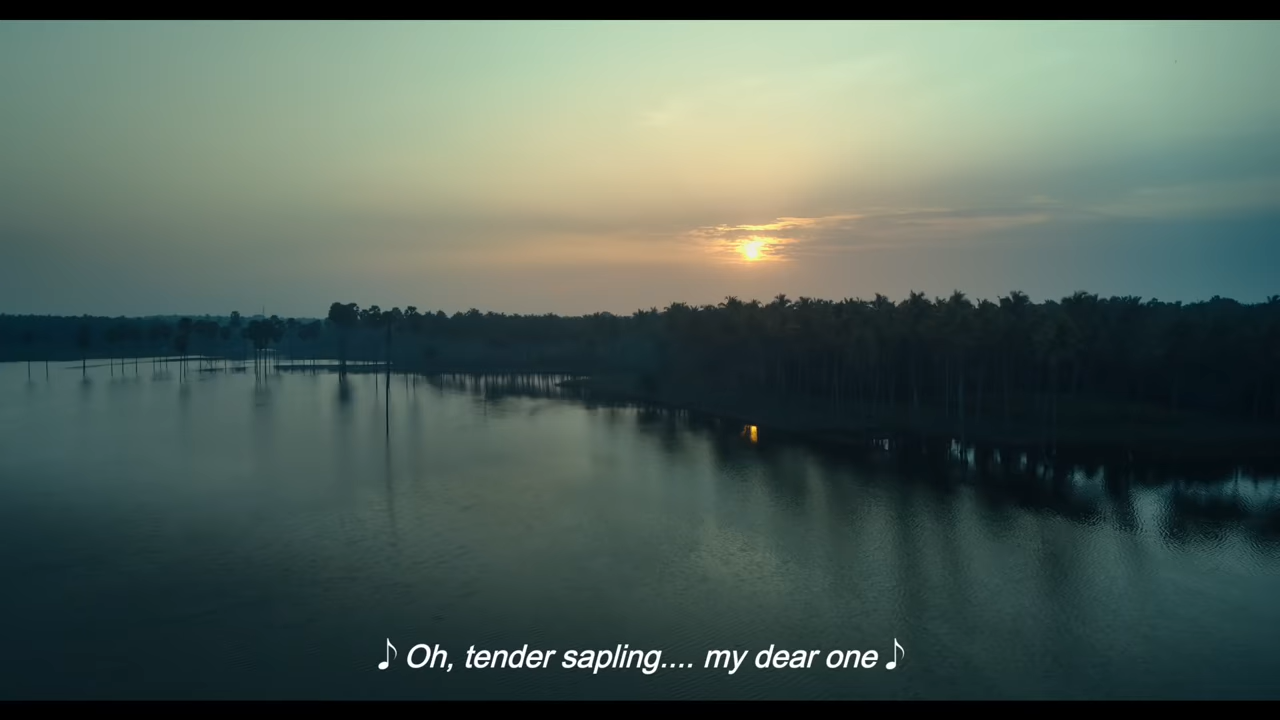 ♪ Oh, tender sapling.... my dear one ♪